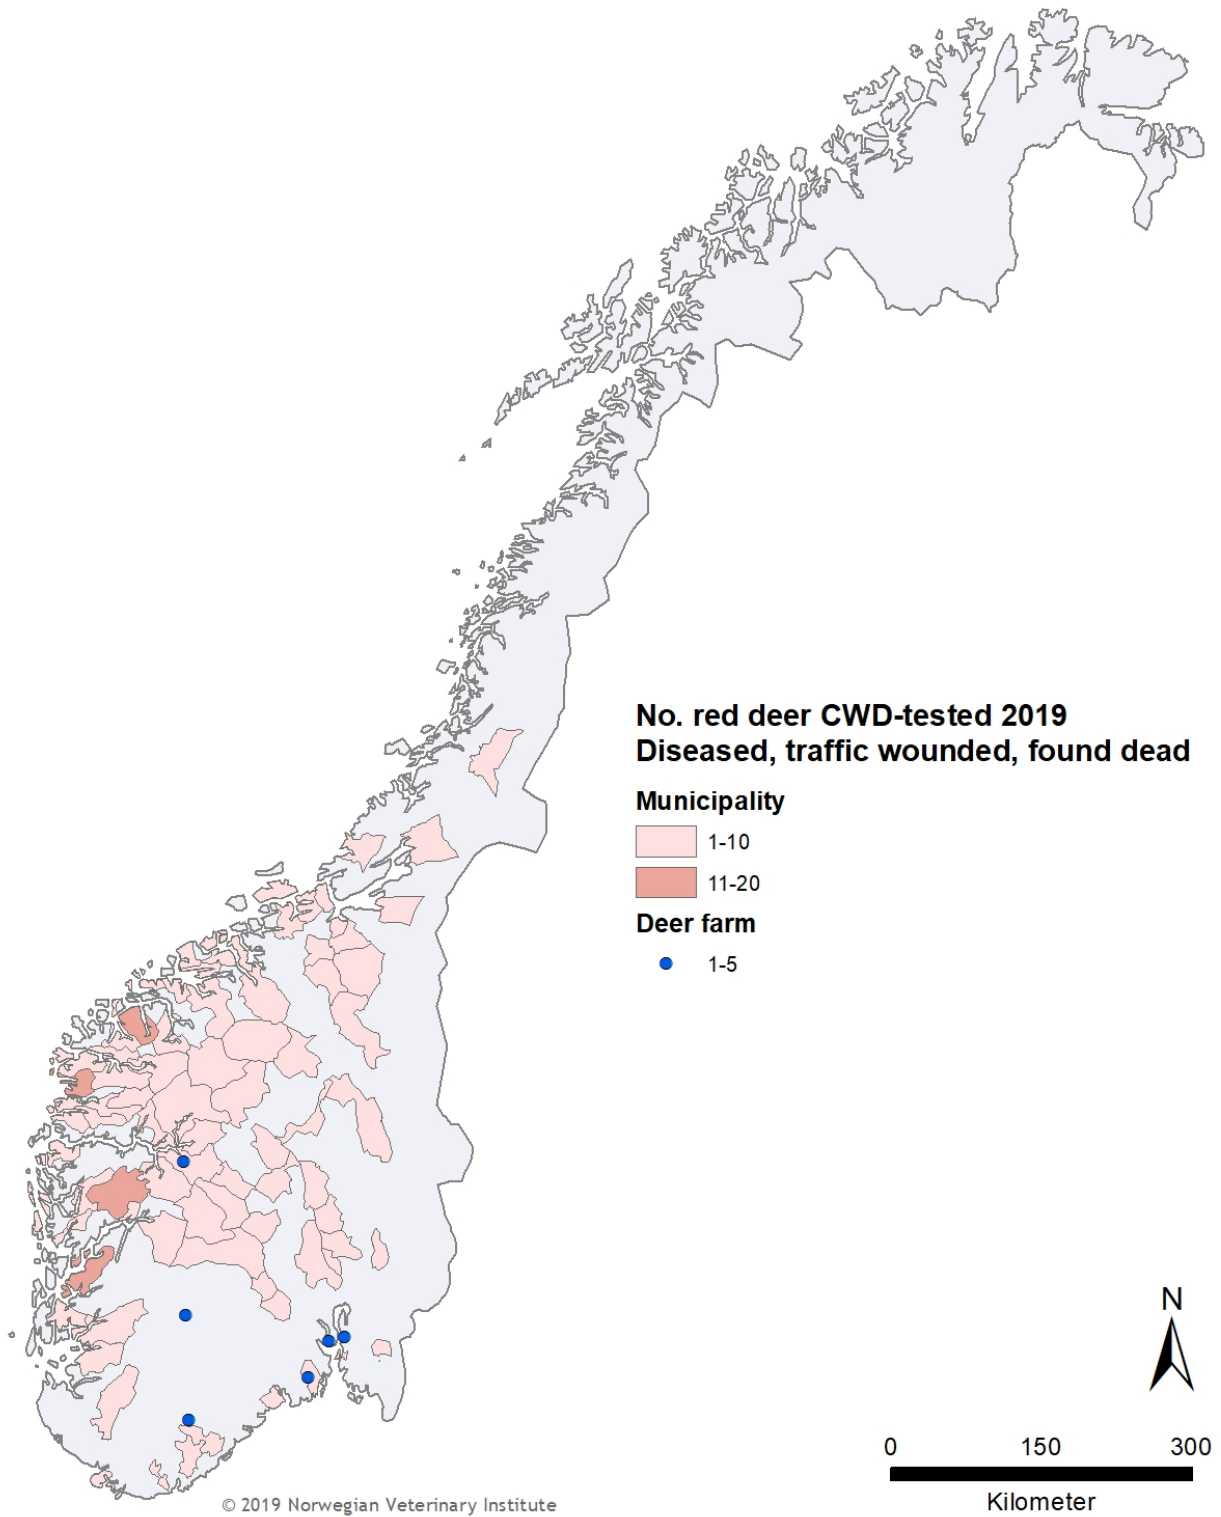 No. red deer CWD-tested 2019
Diseased, traffic wounded, found dead
Municipality
1-10
11-20
Deer farm
1-5
N
0 150 300
Kilometer
© 2019 Norwegian Veterinary Institute